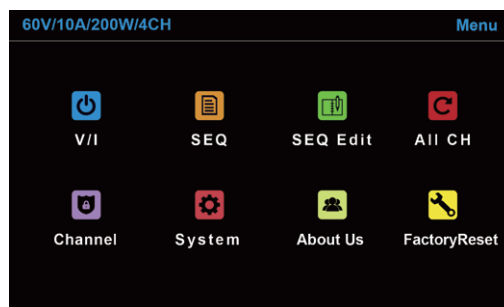 60V/10A/200W/4CH Menu
V/I SEQ SEQ Edit All CH
Channel System About Us FactoryReset